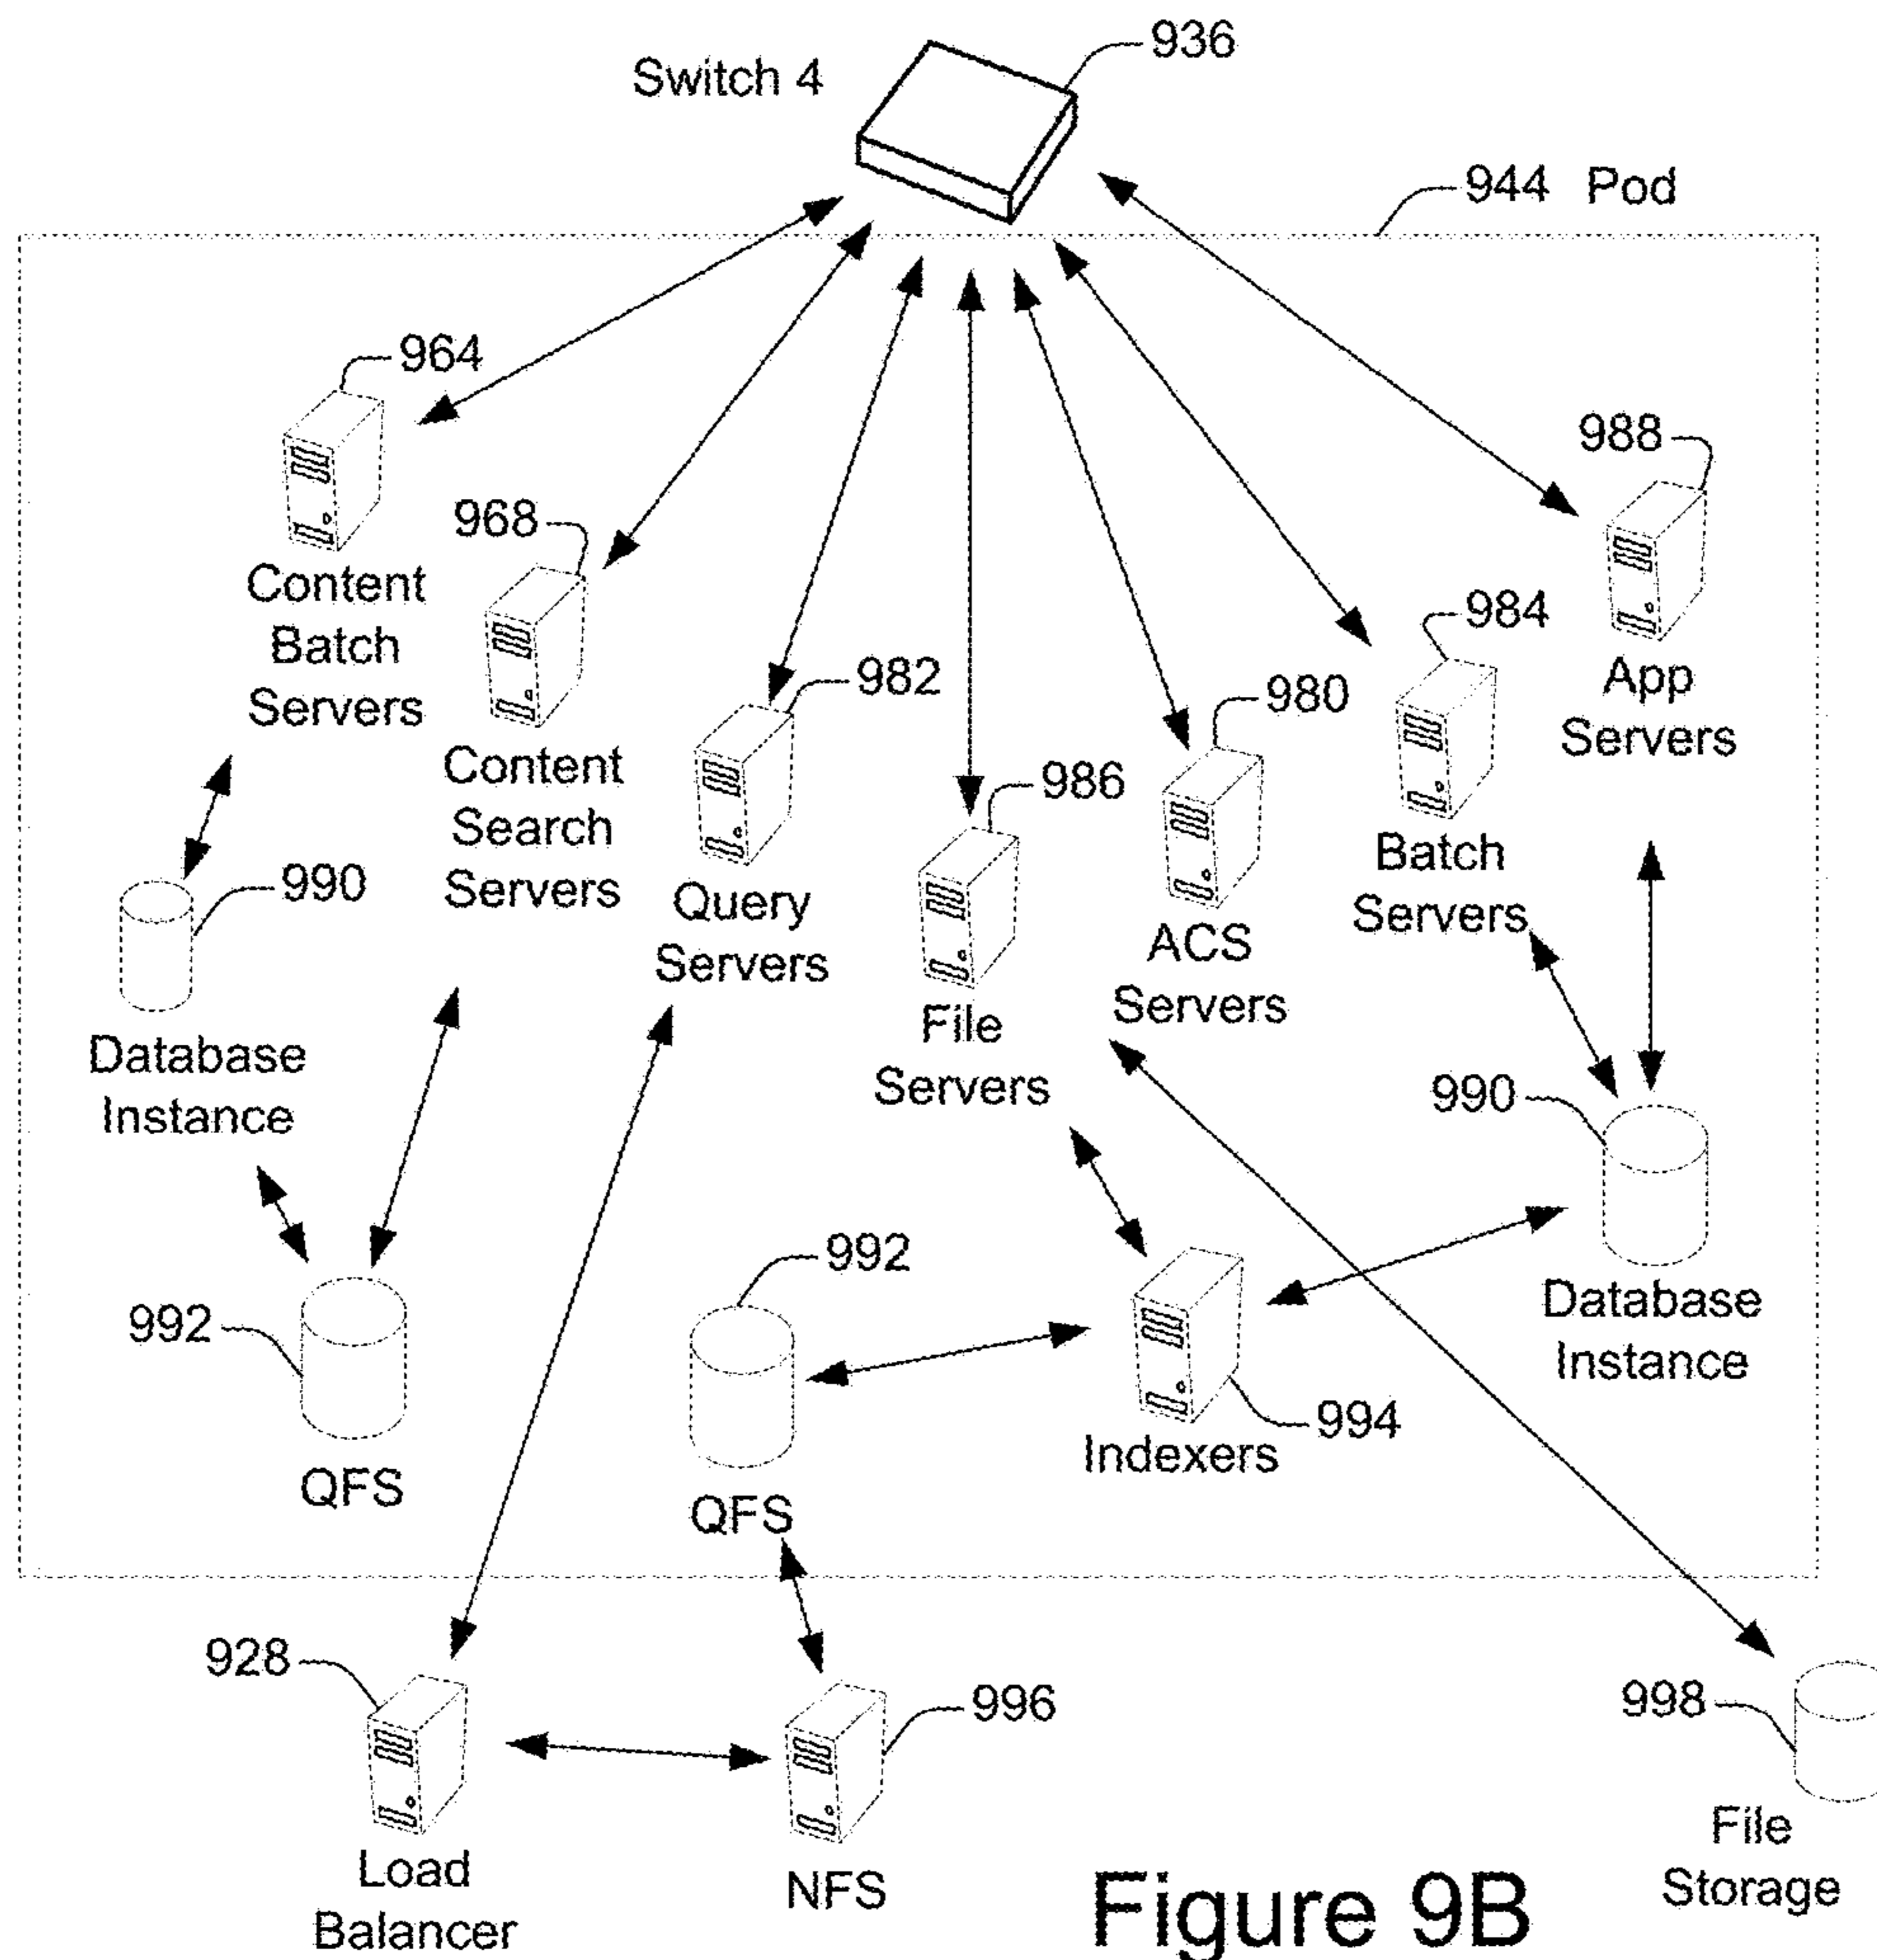 936
Switch 4
944 Pod
964
988
968
Content
Batch
Servers
984
982
980
App
Servers
Content
Search
Servers
986
Batch
Servers
990
Query
Servers
ACS
Servers
File
Servers
Database
Instance
990
992
992
Database
Instance
994
Indexers
QFS
QFS
928
996
998
File
Storage
Load
Balancer
NFS
Figure 9B